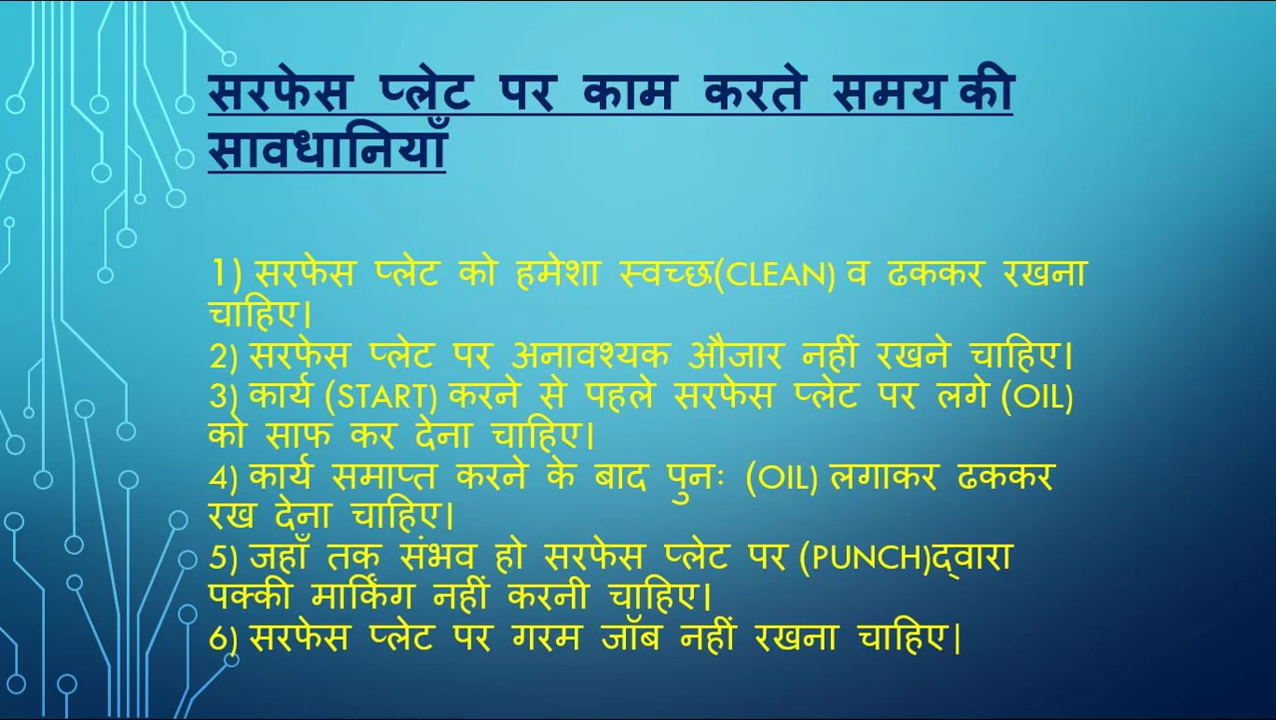 सरफेस प्लेट पर काम करते समय की
सावधानियाँ
1) सरफेस प्लेट को हमेशा स्वच्छ(CLEAN) व ढककर रखना
चाहिए।
2) सरफेस प्लेट पर अनावश्यक औजार नहीं रखने चाहिए।
3) कार्य (START) करने से पहले सरफेस प्लेट पर लगे (OIL)
को साफ कर देना चाहिए।
4) कार्य समाप्त करने के बाद पुनः (OIL) लगाकर ढककर
रख देना चाहिए।
5) जहाँ तक संभव हो सरफेस प्लेट पर (PUNCH)द्वारा
पक्की मार्किंग नहीं करनी चाहिए।
6) सरफेस प्लेट पर गरम जॉब नहीं रखना चाहिए|